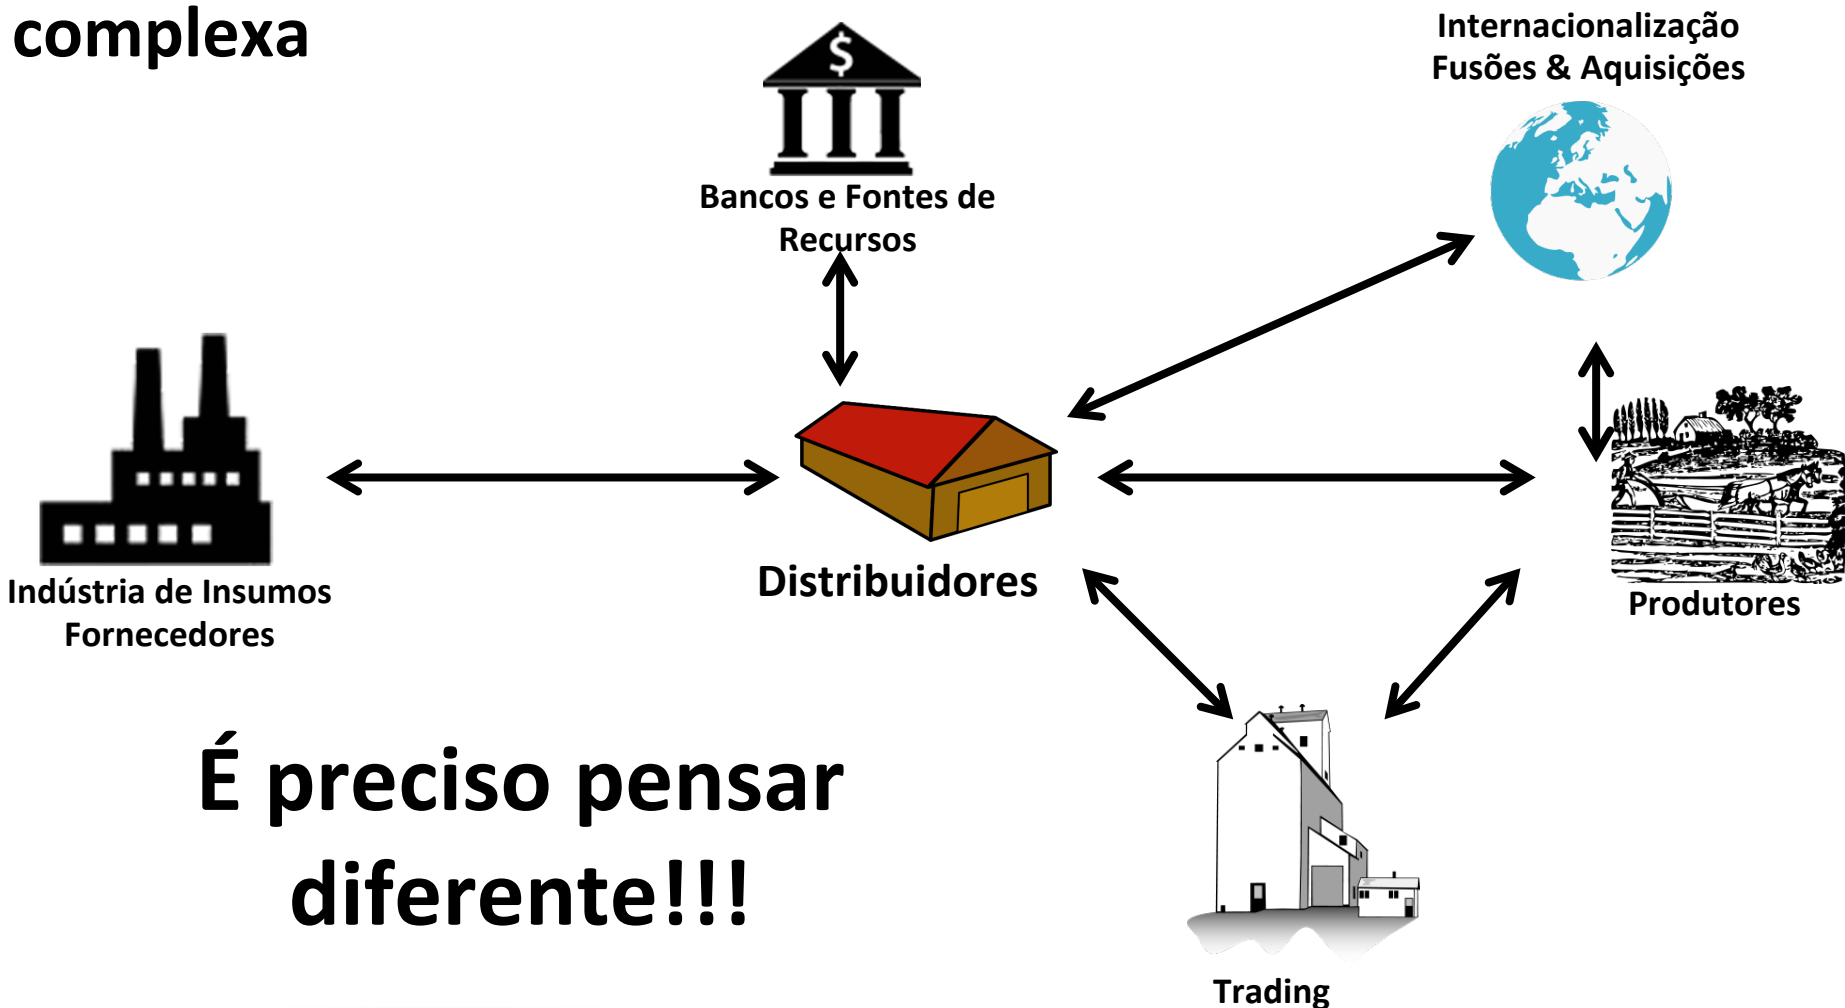 complexa
$
Bancos e Fontes de
Recursos
Internacionalização
Fusões & Aquisições
Indústria de Insumos
Fornecedores
Distribuidores
Produtores
É preciso pensar
diferente!!!
Trading